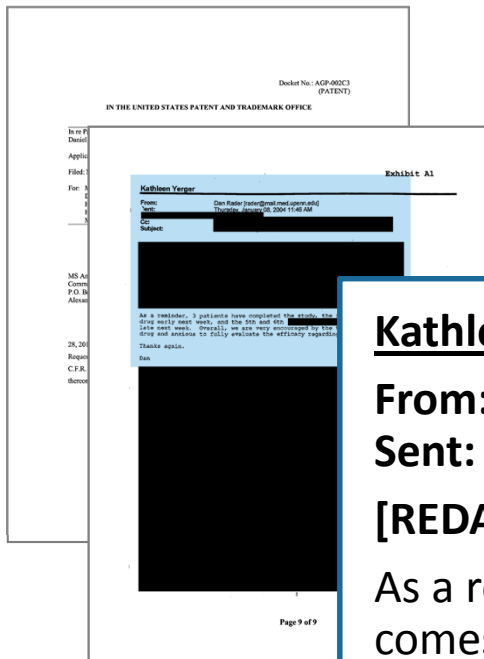 Docket No.: AGP-002C3
(PATENT)
IN THE UNITED STATES PATENT AND TRADEMARK OFFICE
In re P
Daniel
Applic
Filed:
For:
MS A
Comm
P.O. B
Alexan
28, 20
Reque
C.F.R.
thereo
Exhibit A1
Kathleen Yerger
From: Dan Rader [rader@mail.med.upenn.edu]
Sent: Thursday, January 08, 2004 11:46 AM
Cc:
Subject:
As a reminder, 3 patients have completed the study, the
drug early next week, and the 5th and 6th
late next week. Overall, we are very encouraged by the
drug and anxious to fully evaluate the efficacy regardin
Thanks again.
Dan
Page 9 of 9
Kathle
From:
Sent:
[REDA
As a re
comes